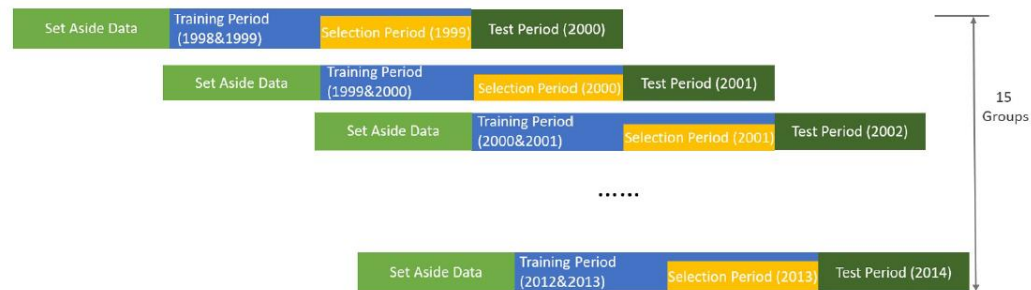 Set Aside Data
Training Period
(1998&1999)
Selection Period (1999)
Test Period (2000)
Set Aside Data
Training Period
(1999&2000)
Selection Period (2000)
Test Period (2001)
Set Aside Data
Training Period
(2000&2001)
Selection Period (2001)
Test Period (2002)
15
Groups
......
Set Aside Data
Training Period
(2012&2013)
Selection Period (2013)
Test Period (2014)